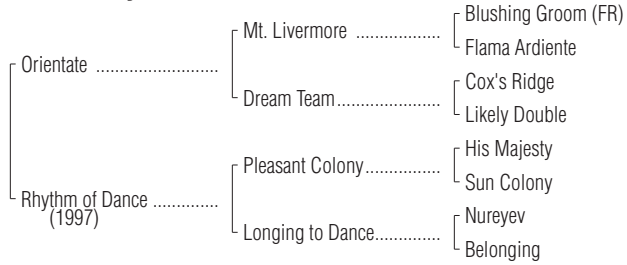 Blushing Groom (FR)
Mt. Livermore ..................
Flama Ardiente
Orientate ..........................
Cox's Ridge
Dream Team......................
Likely Double
His Majesty
Pleasant Colony................
Sun Colony
Rhythm of Dance ..............
(1997)
Nureyev
Longing to Dance..............
Belonging